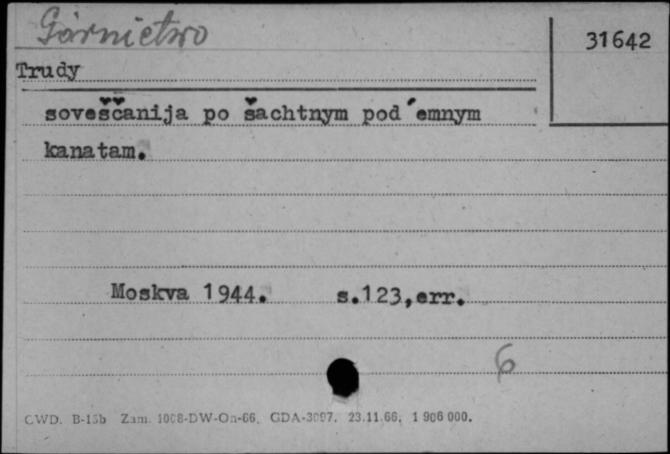 Górnictwo
31642
Trudy
soveščanija po šachtnym pod´emnym
kanatam.
Moskva 1944. s.123,err.
6
CWD. B-15b Zam. 1008-DW-On-66. GDA-3097. 23.11.66. 1 906 000.